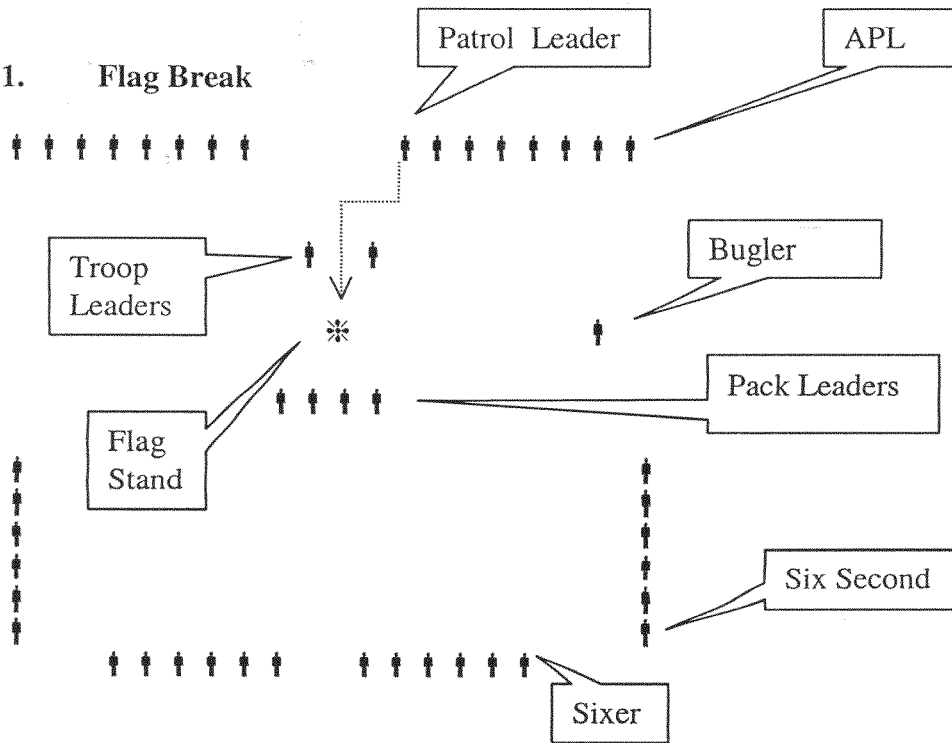 Patrol Leader
APL
1. Flag Break
Troop
Leaders
Bugler
Pack Leaders
Flag
Stand
Six Second
Sixer